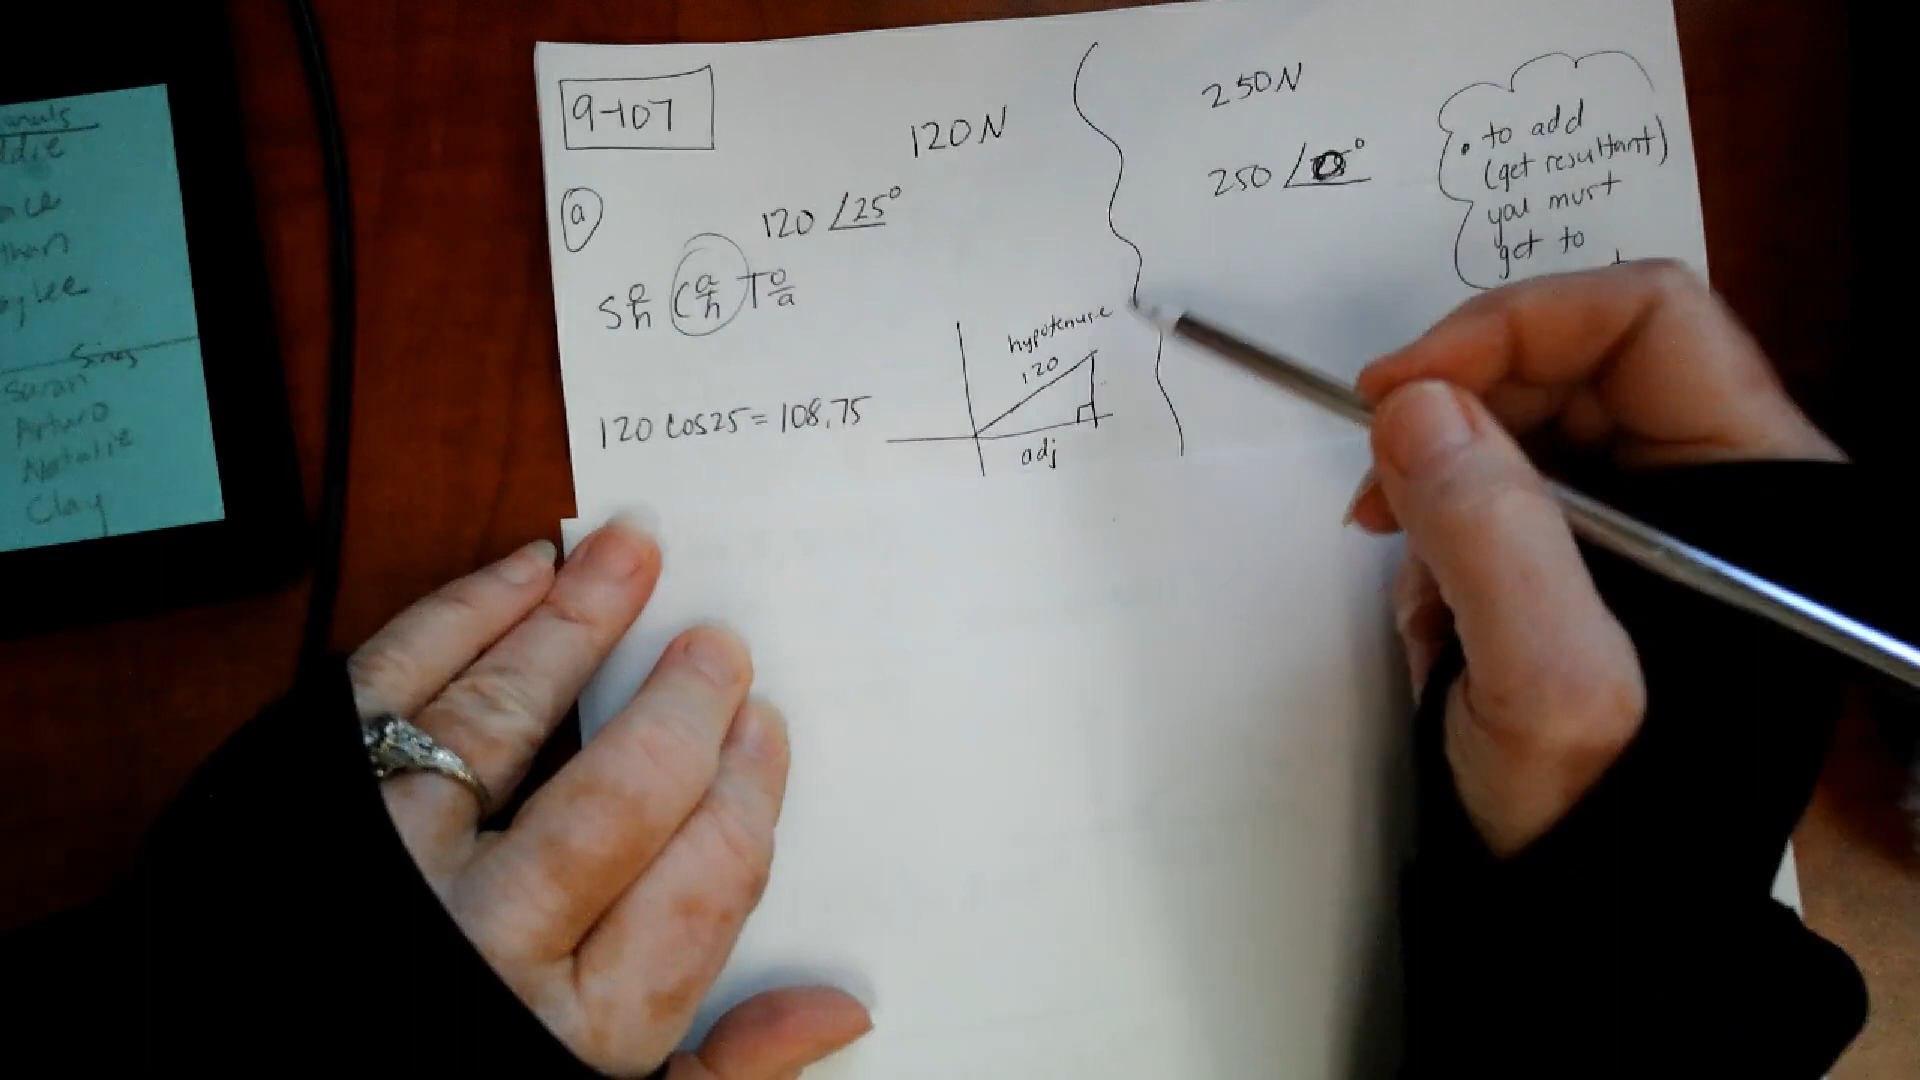 9-107
120N
250N
a
120 ∠25°
250 ∠0°
• to add
(get resultant)
you must
get to
S o/h C a/h T o/a
hypotenuse
120
120 cos25 = 108.75
adj
Sarah
Arturo
Natalie
Clay